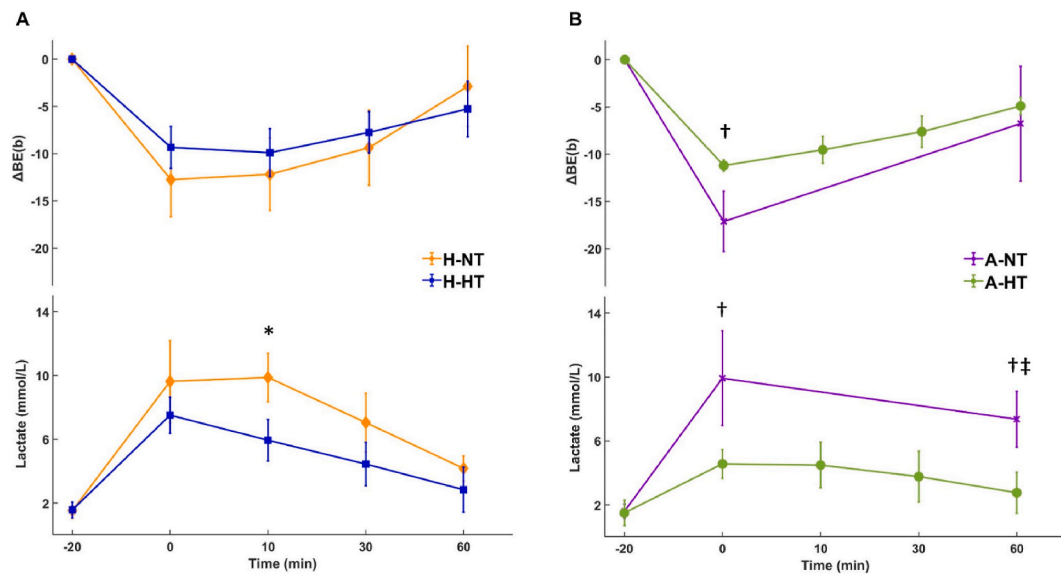 A
0
-5
-10
-15
-20
ΔBE(b)
H-NT
H-HT
14
10
6
2
Lactate (mmol/L)
*
-20 0 10 30 60
Time (min)
B
0
-5
-10
-15
-20
ΔBE(b)
†
A-NT
A-HT
14
10
6
2
Lactate (mmol/L)
†
†‡
-20 0 10 30 60
Time (min)